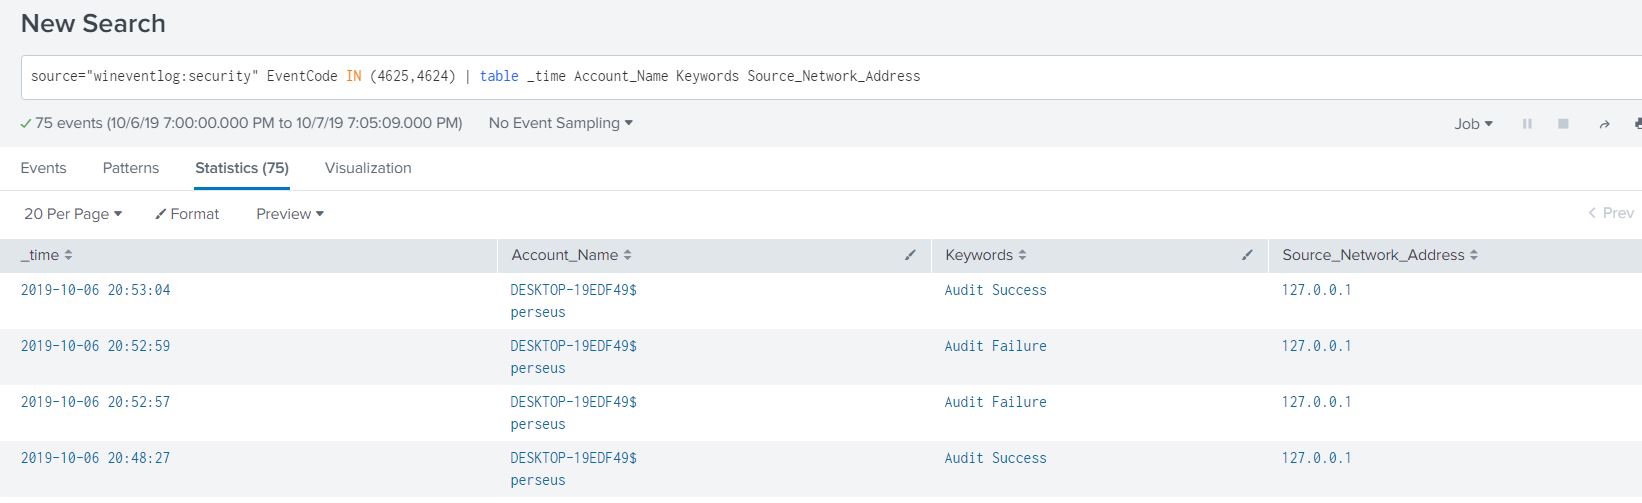 New Search
source="wineventlog:security" EventCode IN (4625,4624) | table _time Account_Name Keywords Source_Network_Address
75 events (10/6/19 7:00:00.000 PM to 10/7/19 7:05:09.000 PM) No Event Sampling
Job
Events Patterns Statistics (75) Visualization
20 Per Page Format Preview
Prev
_time Account_Name Keywords Source_Network_Address
2019-10-06 20:53:04 DESKTOP-19EDF49$ Audit Success 127.0.0.1
perseus
2019-10-06 20:52:59 DESKTOP-19EDF49$ Audit Failure 127.0.0.1
perseus
2019-10-06 20:52:57 DESKTOP-19EDF49$ Audit Failure 127.0.0.1
perseus
2019-10-06 20:48:27 DESKTOP-19EDF49$ Audit Success 127.0.0.1
perseus